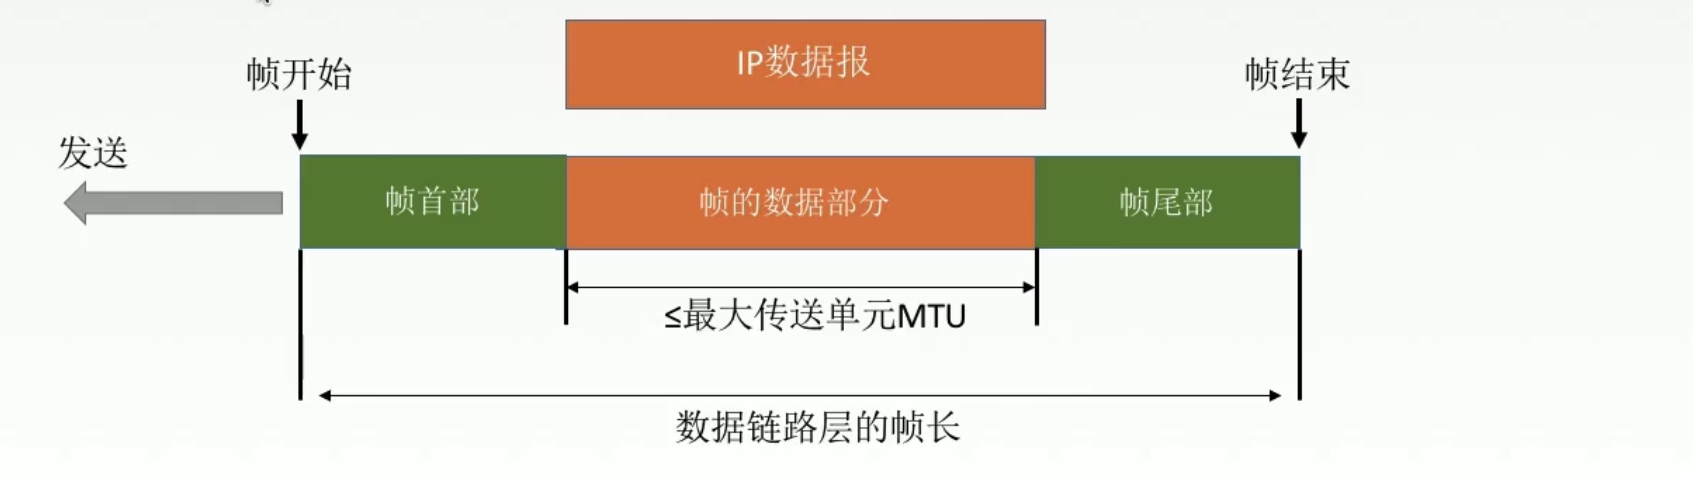 IP数据报
帧开始
帧结束
发送
帧首部
帧的数据部分
帧尾部
≤最大传送单元MTU
数据链路层的帧长